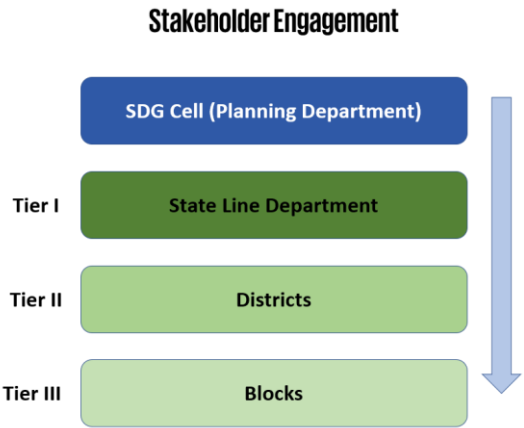 Stakeholder Engagement
SDG Cell (Planning Department)
Tier I
State Line Department
Tier II
Districts
Tier III
Blocks